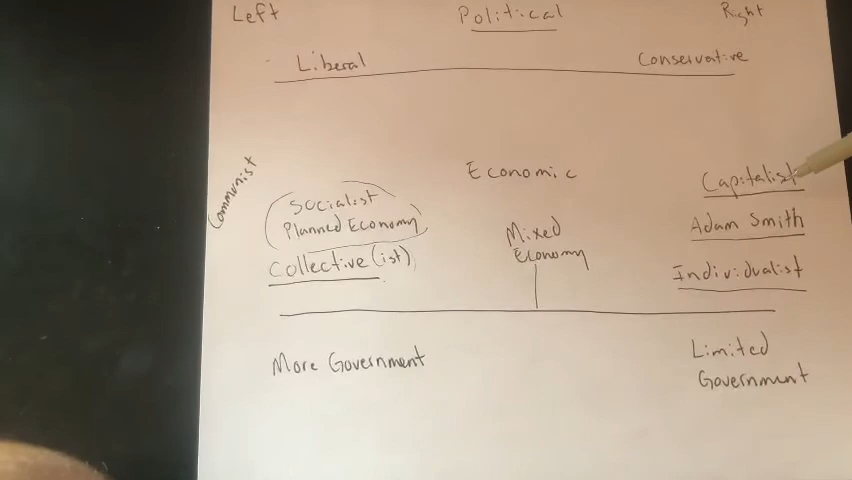 Left Political Right
Liberal Conservative
Communist
Economic
Capitalist
Socialist
Planned Economy
Collective (ist)
Mixed
Economy
Adam Smith
Individualist
More Government
Limited
Government